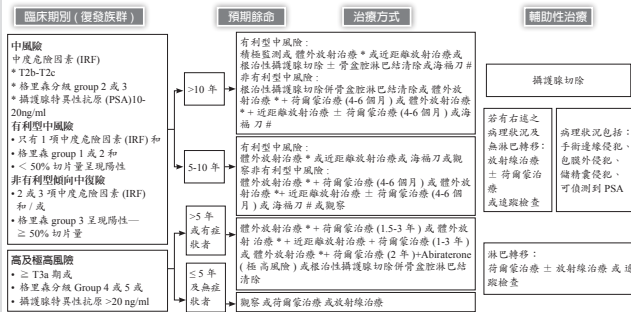 臨床期別 ( 復發族群 )
預期餘命
治療方式
輔助性治療
中風險
中度危險因素 (IRF)
* T2b-T2c
* 格里森分級 group 2 或 3
* 攝護腺特異性抗原 (PSA)10-
20ng/ml
有利型中風險
• 只有 1 項中度危險因素 (IRF) 和
• 格里森 group 1 或 2 和
• < 50% 切片量呈現陽性
非有利型傾向中復險
• 2 或 3 項中度危險因素 (IRF)
和 / 或
• 格里森 group 3 呈現陽性—
≧ 50% 切片量
>10 年
有利型中風險 :
積極監測或 體外放射治療 * 或近距離放射治療或
根治性攝護腺切除 ± 骨盆腔淋巴結清除或海福刀 #
非有利型中風險 :
根治性攝護腺切除併骨盆腔淋巴結清除或 體外放
射治療 * + 荷爾蒙治療 (4-6 個月 ) 或 體外放射治療
* + 近距離放射治療 ± 荷爾蒙治療 (4-6 個月 ) 或海
福 刀 #
5-10 年
有利型中風險 :
體外放射治療 * 或近距離放射治療或 海福刀或觀
察非有利型中風險 :
體外放射治療 *+ 荷爾蒙治療 (4-6 個月 ) 或 體外放
射治療 *+ 近距離放射治療 ± 荷爾蒙治療 (4-6 個
月 ) 或 海福刀 # 或觀察
高及極高風險
• ≧ T3a 期或
• 格里森分級 Group 4 或 5 或
• 攝護腺特異性抗原 >20 ng/ml
>5 年
或有症
狀者
體外放射治療 *+ 荷爾蒙治療 (1.5-3 年 ) 或 體外放
射 治療 * + 近距離放射治療 + 荷爾蒙治療 (1-3 年 )
或 體外放射治療 *+ 荷爾蒙治療 (2 年 )+Abiraterone
( 極 高風險 ) 或根治性攝護腺切除併骨盆腔淋巴結
清除
≤ 5 年
及無症
狀者
觀察 或荷爾蒙治療 或放射線治療
攝護腺切除
若有右述之
病理狀況及
無淋巴轉移:
放射線治療
± 荷爾蒙治
療
或追蹤檢查
病理狀況包括:
手術邊緣侵犯、
包膜外侵犯、
儲精囊侵犯、
可偵測到 PSA
淋巴轉移:
荷爾蒙治療 ± 放射線治療 或 追
蹤檢查